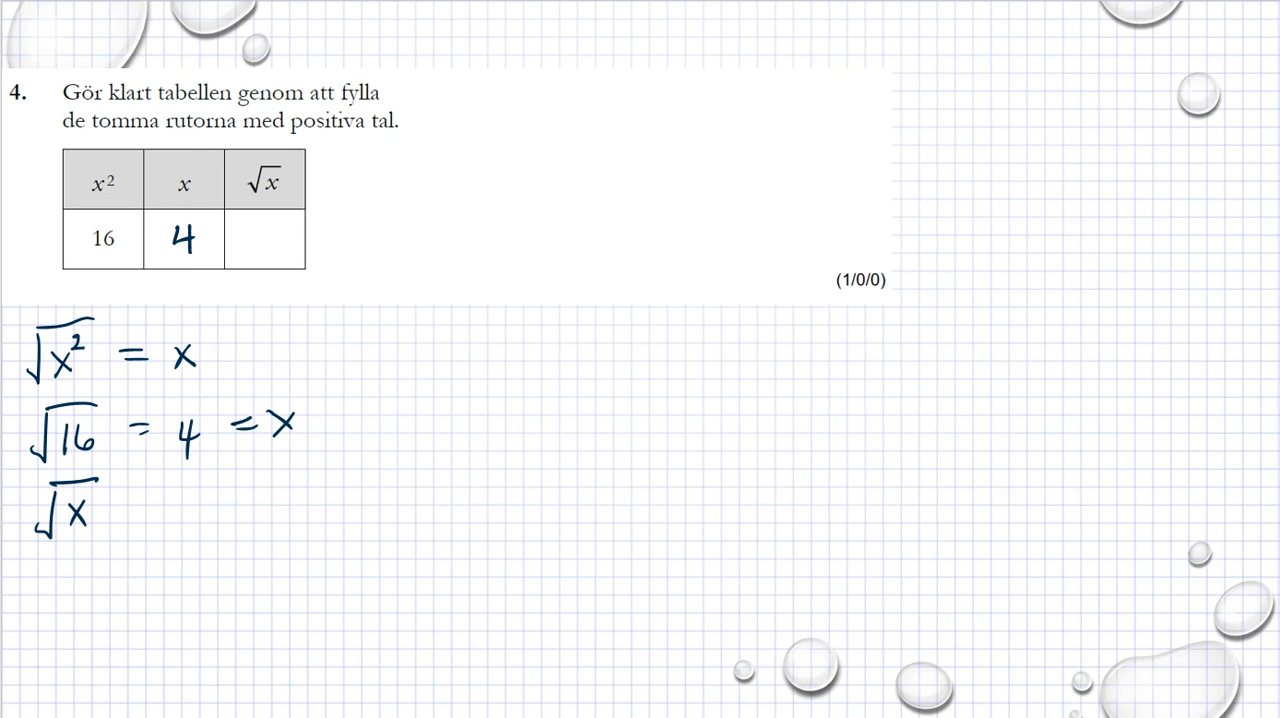 4. Gör klart tabellen genom att fylla
de tomma rutorna med positiva tal.
x² x √x
16 4
(1/0/0)
√x² = x
√16 = 4 = x
√x